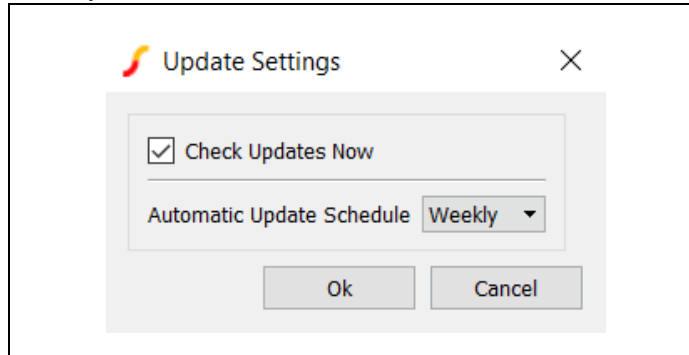 Update Settings
Check Updates Now
Automatic Update Schedule Weekly
Ok Cancel